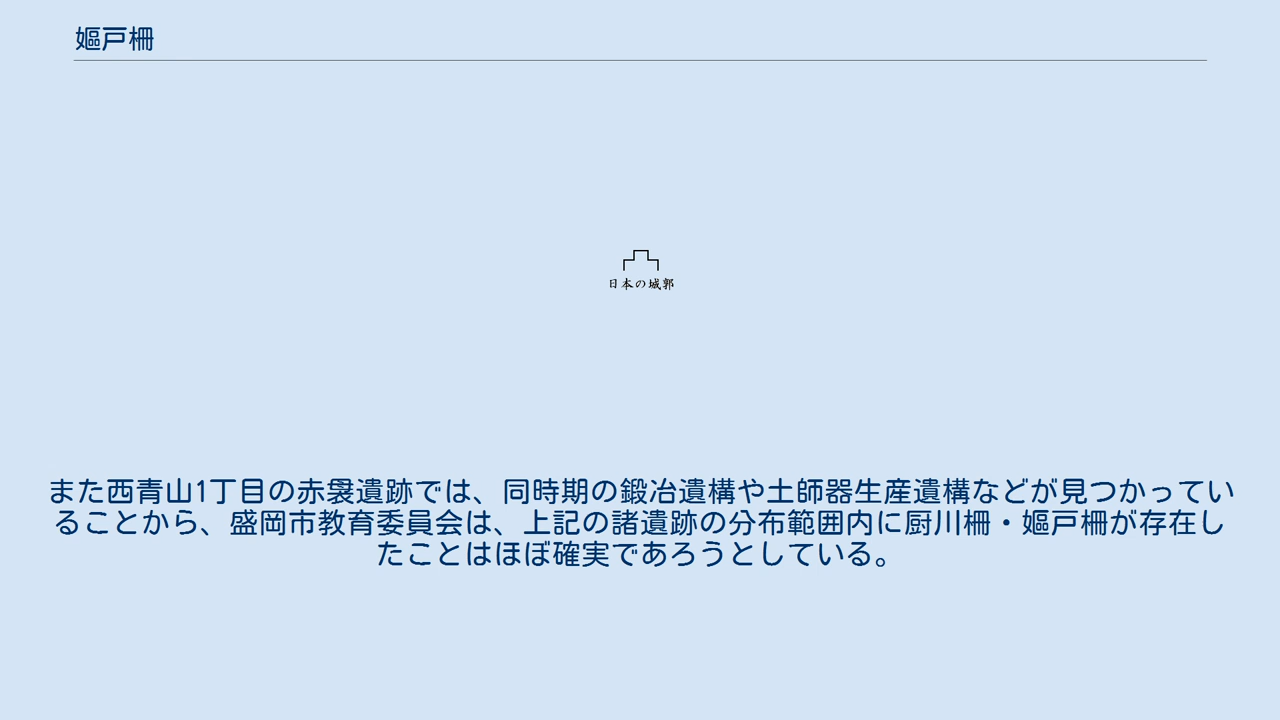 嫗戸柵
日本の城郭
また西青山1丁目の赤袰遺跡では、同時期の鍛冶遺構や土師器生産遺構などが見つかってい
ることから、盛岡市教育委員会は、上記の諸遺跡の分布範囲内に厨川柵・嫗戸柵が存在し
たことはほぼ確実であろうとしている。